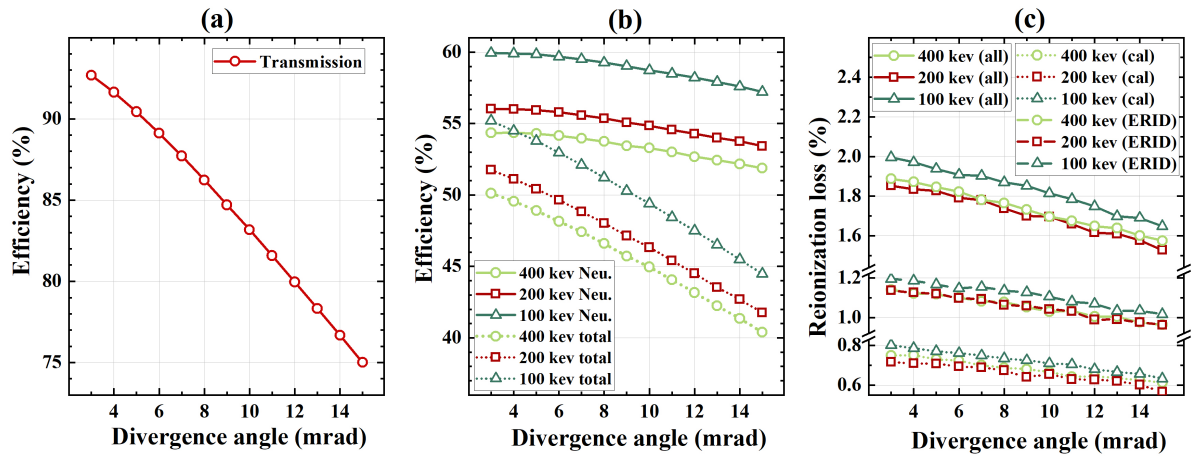 (a)
Transmission
Efficiency (%)
90
85
80
75
4
6
8
10
12
14
Divergence angle (mrad)
(b)
60
55
50
45
40
Efficiency (%)
400 kev Neu.
200 kev Neu.
100 kev Neu.
400 kev total
200 kev total
100 kev total
4
6
8
10
12
14
Divergence angle (mrad)
(c)
400 kev (all)
200 kev (all)
100 kev (all)
400 kev (cal)
200 kev (cal)
100 kev (cal)
400 kev (ERID)
200 kev (ERID)
100 kev (ERID)
Reionization loss (%)
2.4
2.0
1.8
1.6
1.2
1.0
0.8
0.6
4
6
8
10
12
14
Divergence angle (mrad)